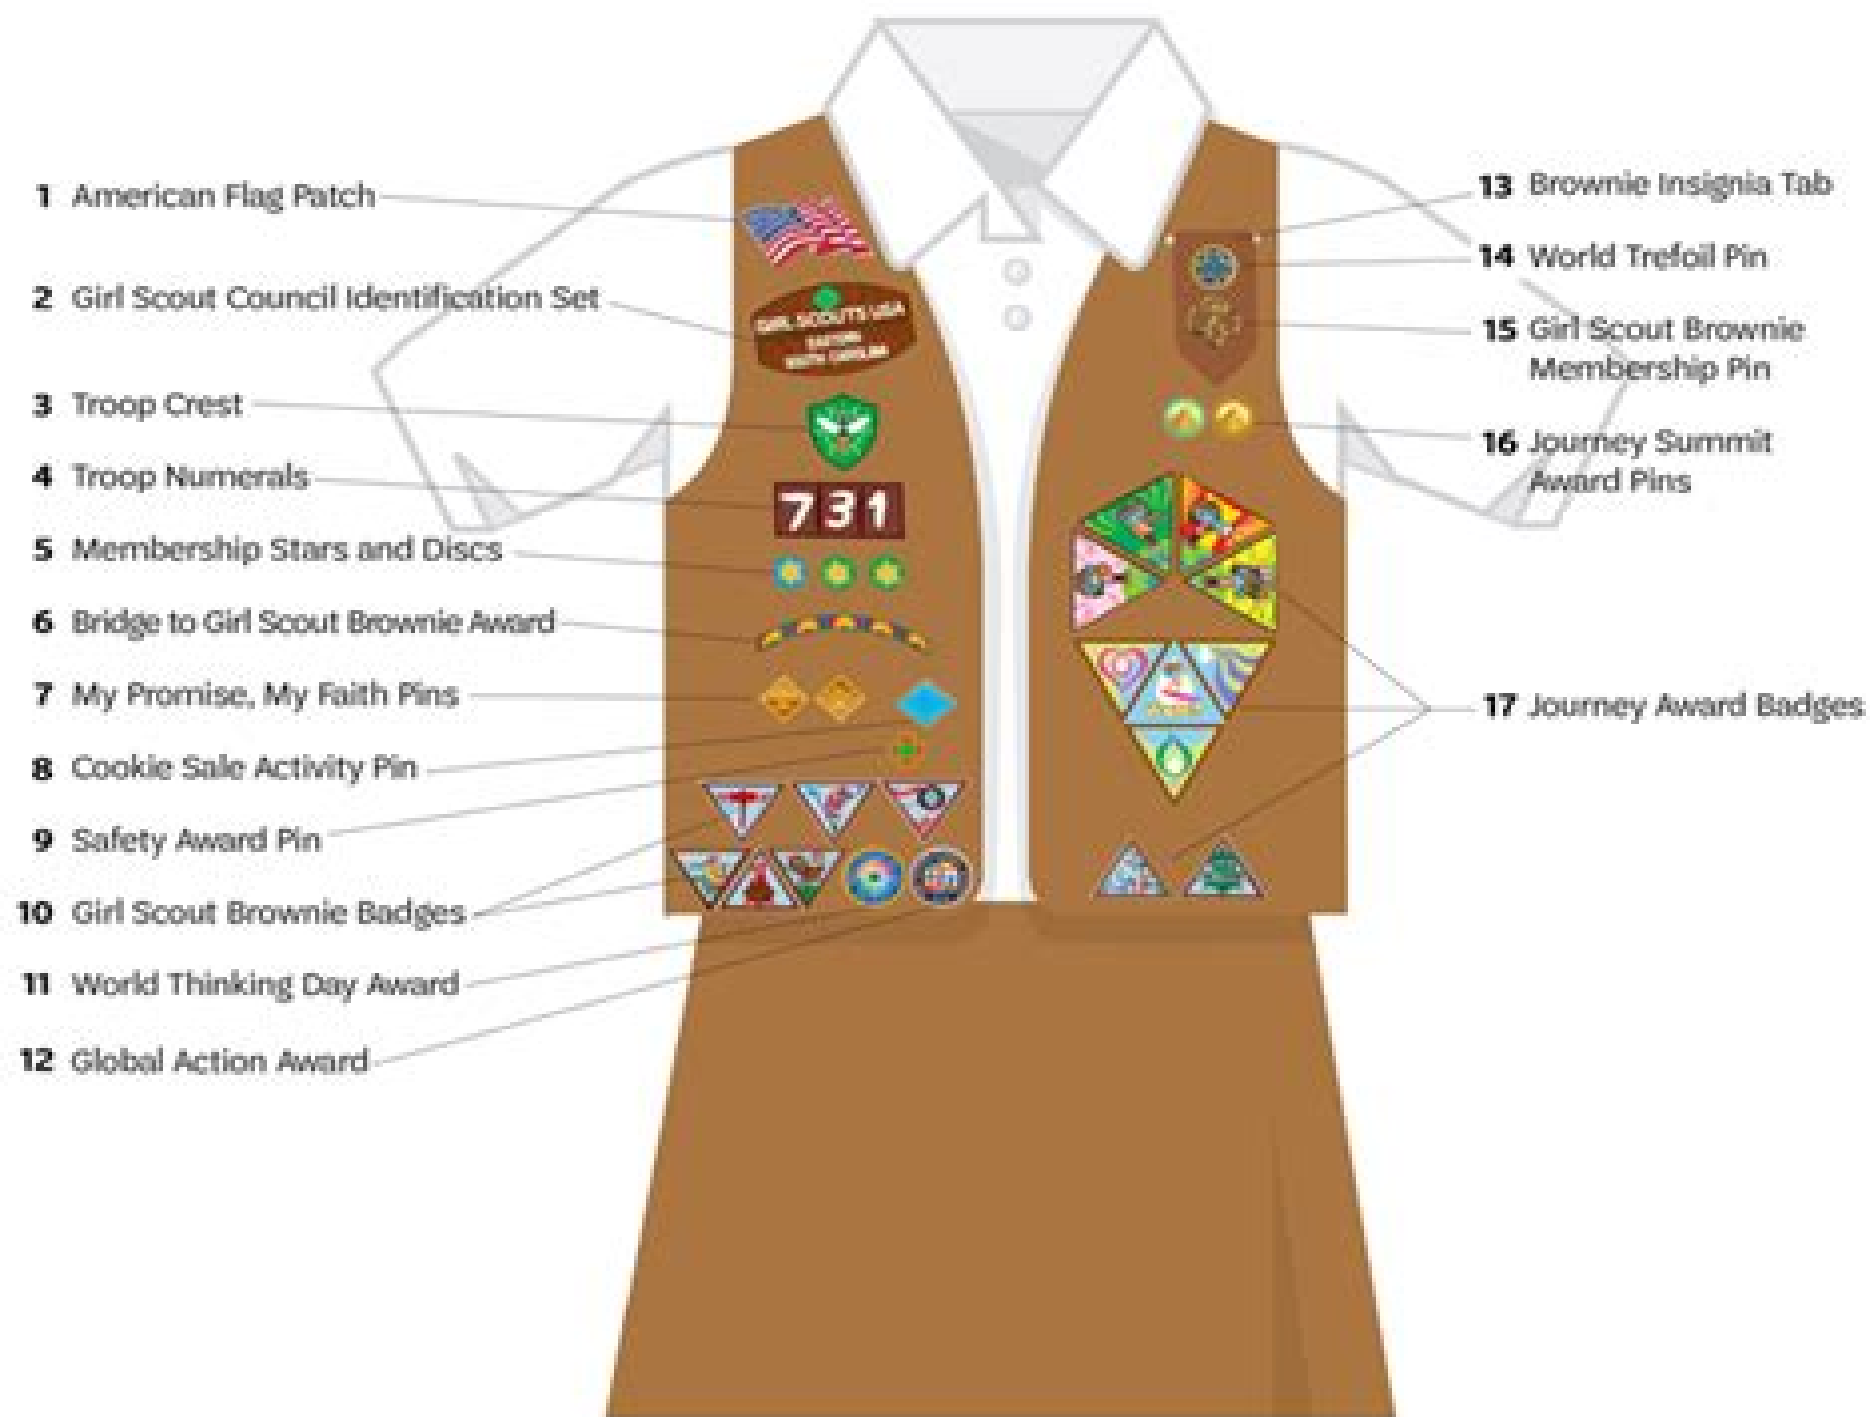 1 American Flag Patch
2 Girl Scout Council Identification Set
3 Troop Crest
4 Troop Numerals
5 Membership Stars and Discs
6 Bridge to Girl Scout Brownie Award
7 My Promise, My Faith Pins
8 Cookie Sale Activity Pin
9 Safety Award Pin
10 Girl Scout Brownie Badges
11 World Thinking Day Award
12 Global Action Award
GIRL SCOUTS USA
EASTERN
SOUTH CAROLINA
731
13 Brownie Insignia Tab
14 World Trefoil Pin
15 Girl Scout Brownie
Membership Pin
16 Journey Summit
Award Pins
17 Journey Award Badges